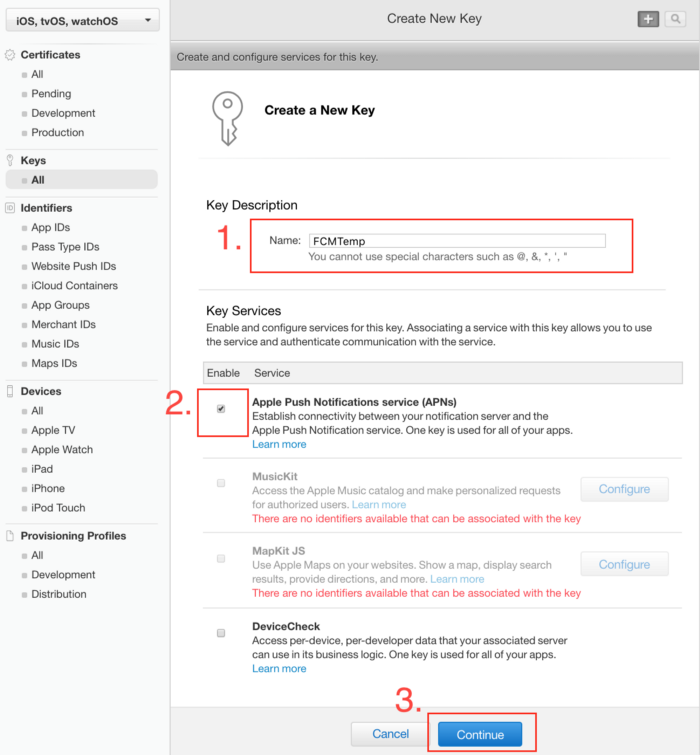 iOS, tvOS, watchOS
Certificates
All
Pending
Development
Production
Keys
All
Identifiers
App IDs
Pass Type IDs
Website Push IDs
iCloud Containers
App Groups
Merchant IDs
Music IDs
Maps IDs
Devices
All
Apple TV
Apple Watch
iPad
iPhone
iPod Touch
Provisioning Profiles
All
Development
Distribution
Create New Key
Create and configure services for this key.
Create a New Key
Key Description
1.
Name: FCMTemp
You cannot use special characters such as @, &, *, ', "
Key Services
Enable and configure services for this key. Associating a service with this key allows you to use
the service and authenticate communication with the service.
Enable Service
2.
Apple Push Notifications service (APNs)
Establish connectivity between your notification server and the
Apple Push Notification service. One key is used for all of your apps.
Learn more
MusicKit
Access the Apple Music catalog and make personalized requests
for authorized users. Learn more
There are no identifiers available that can be associated with the key
Configure
MapKit JS
Use Apple Maps on your websites. Show a map, display search
results, provide directions, and more. Learn more
There are no identifiers available that can be associated with the key
Configure
DeviceCheck
Access per-device, per-developer data that your associated server
can use in its business logic. One key is used for all of your apps.
Learn more
3.
Cancel
Continue